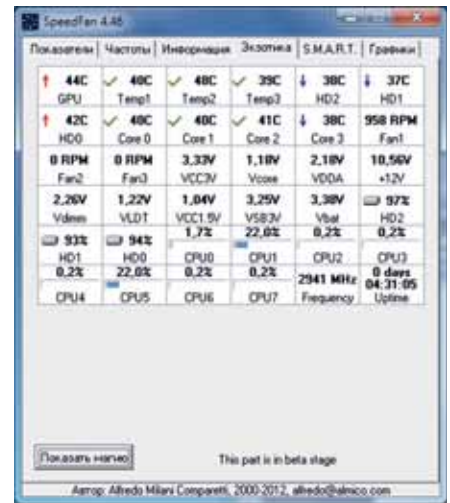 SpeedFan 4.46
Показатели Частоты Информация Экзотика S.M.A.R.T. Графики
44C 40C 48C 39C 38C 37C
GPU Temp1 Temp2 Temp3 HD2 HD1
42C 40C 40C 41C 38C 958 RPM
HD0 Core 0 Core 1 Core 2 Core 3 Fan1
0 RPM 0 RPM 3,33V 1,18V 2,18V 10,56V
Fan2 Fan3 VCC3V Vcore VDDA +12V
2,26V 1,22V 1,04V 3,25V 3,38V 97%
Vdimm VLDT VCC1.5V VSB3V Vbat HD2
93% 94% 1,7% 22,0% 0,2% 0,2%
HD1 HD0 CPU0 CPU1 CPU2 CPU3
0,2% 22,0% 0,2% 0,2% 2941 MHz 0 days 04:31:05
CPU4 CPU5 CPU6 CPU7 Frequency Uptime
Показать магию This part is in beta stage
Автор: Alfredo Milani Comparetti, 2000-2012, alfredo@almico.com